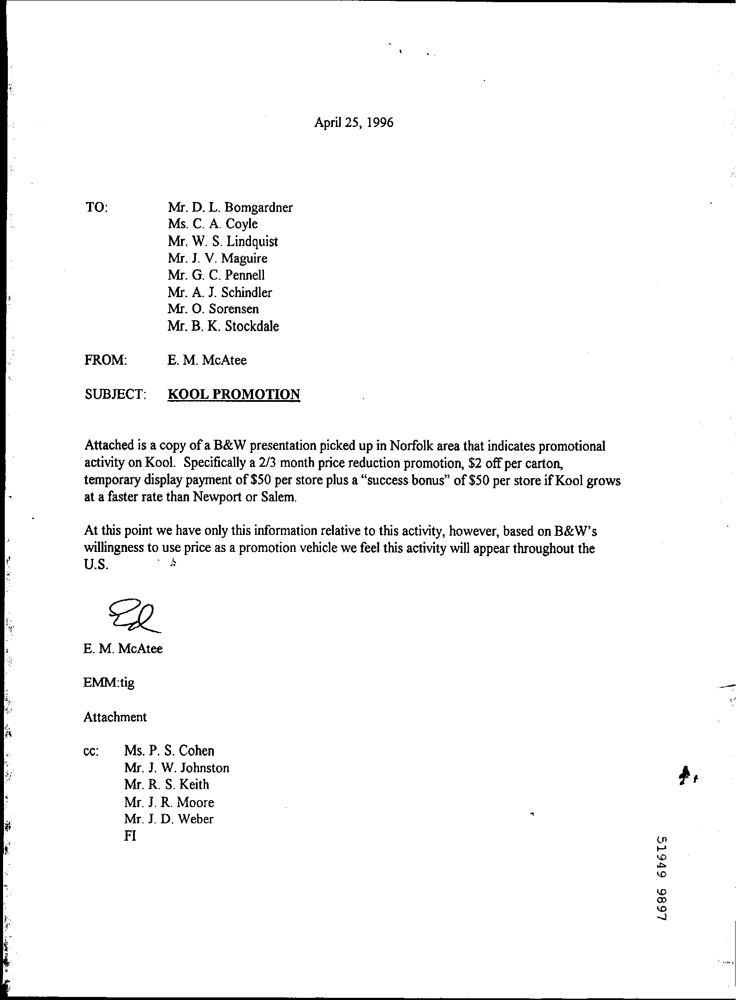 April 25, 1996
TO: Mr. D. L. Bomgardner
Ms. C. A. Coyle
Mr. W. S. Lindquist
Mr. J. V. Maguire
Mr. G. C. Pennell
Mr. A. J. Schindler
Mr. O. Sorensen
Mr. B. K. Stockdale
FROM: E. M. McAtee
SUBJECT: KOOL PROMOTION
Attached is a copy of a B&W presentation picked up in Norfolk area that indicates promotional
activity on Kool. Specifically a 2/3 month price reduction promotion, $2 off per carton,
temporary display payment of $50 per store plus a “success bonus” of $50 per store if Kool grows
at a faster rate than Newport or Salem.
At this point we have only this information relative to this activity, however, based on B&W's
willingness to use price as a promotion vehicle we feel this activity will appear throughout the
U.S.
Ed
E. M. McAtee
EMM:tig
Attachment
cc: Ms. P. S. Cohen
Mr. J. W. Johnston
Mr. R. S. Keith
Mr. J. R. Moore
Mr. J. D. Weber
FI
51949 9897